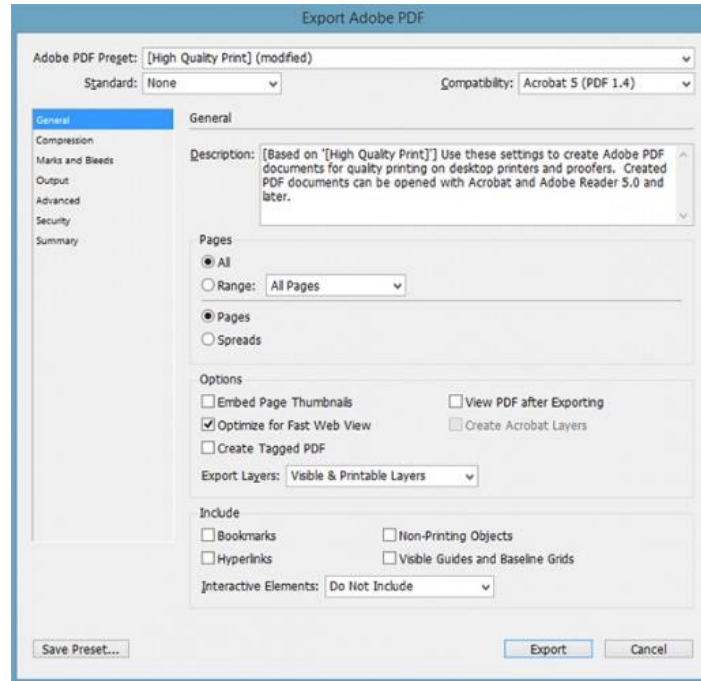 Export Adobe PDF
Adobe PDF Preset: [High Quality Print] (modified)
Standard: None Compatibility: Acrobat 5 (PDF 1.4)
General
Compression
Marks and Bleeds
Output
Advanced
Security
Summary
General
Description: [Based on '[High Quality Print]'] Use these settings to create Adobe PDF
documents for quality printing on desktop printers and proofers. Created
PDF documents can be opened with Acrobat and Adobe Reader 5.0 and
later.
Pages
All
Range: All Pages
Pages
Spreads
Options
Embed Page Thumbnails View PDF after Exporting
Optimize for Fast Web View Create Acrobat Layers
Create Tagged PDF
Export Layers: Visible & Printable Layers
Include
Bookmarks Non-Printing Objects
Hyperlinks Visible Guides and Baseline Grids
Interactive Elements: Do Not Include
Save Preset... Export Cancel